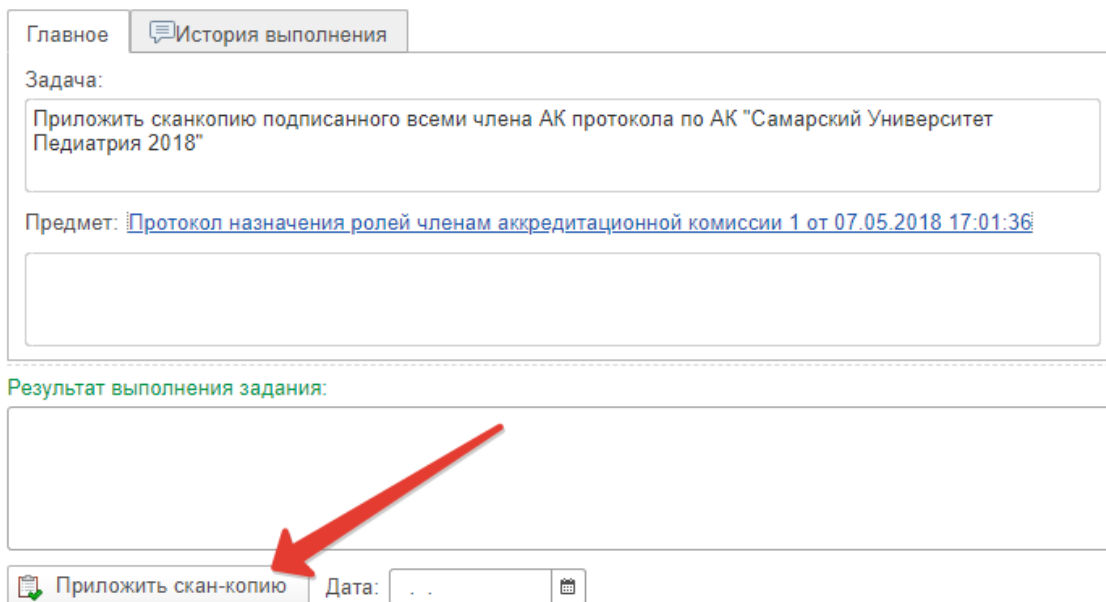 Главное
История выполнения
Задача:
Приложить сканкопию подписанного всеми члена АК протокола по АК "Самарский Университет
Педиатрия 2018"
Предмет: Протокол назначения ролей членам аккредитационной комиссии 1 от 07.05.2018 17:01:36
Результат выполнения задания:
Приложить скан-копию Дата: . .